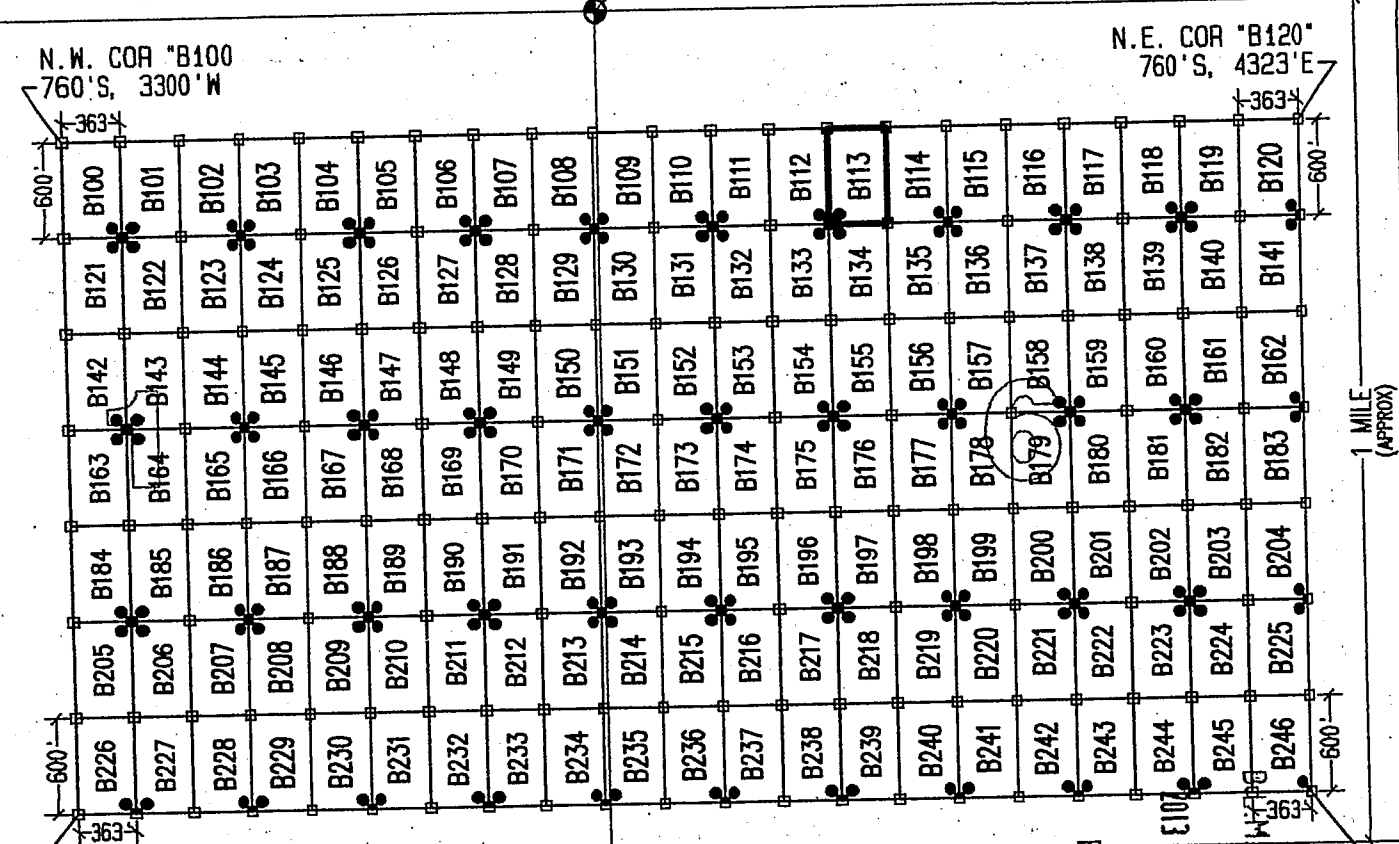 N.W. COR "B100
760'S, 3300'W
N.E. COR "B120"
760'S, 4323'E
363
363
600'
B100 B101 B102 B103 B104 B105 B106 B107 B108 B109 B110 B111 B112 B113 B114 B115 B116 B117 B118 B119 B120
600'
B121 B122 B123 B124 B125 B126 B127 B128 B129 B130 B131 B132 B133 B134 B135 B136 B137 B138 B139 B140 B141
B142 B143 B144 B145 B146 B147 B148 B149 B150 B151 B152 B153 B154 B155 B156 B157 B158 B159 B160 B161 B162
1 MILE
(APPROX)
B163 B164 B165 B166 B167 B168 B169 B170 B171 B172 B173 B174 B175 B176 B177 B178 B179 B180 B181 B182 B183
B184 B185 B186 B187 B188 B189 B190 B191 B192 B193 B194 B195 B196 B197 B198 B199 B200 B201 B202 B203 B204
B205 B206 B207 B208 B209 B210 B211 B212 B213 B214 B215 B216 B217 B218 B219 B220 B221 B222 B223 B224 B225
600'
B226 B227 B228 B229 B230 B231 B232 B233 B234 B235 B236 B237 B238 B239 B240 B241 B242 B243 B244 B245 B246
600'
363
363